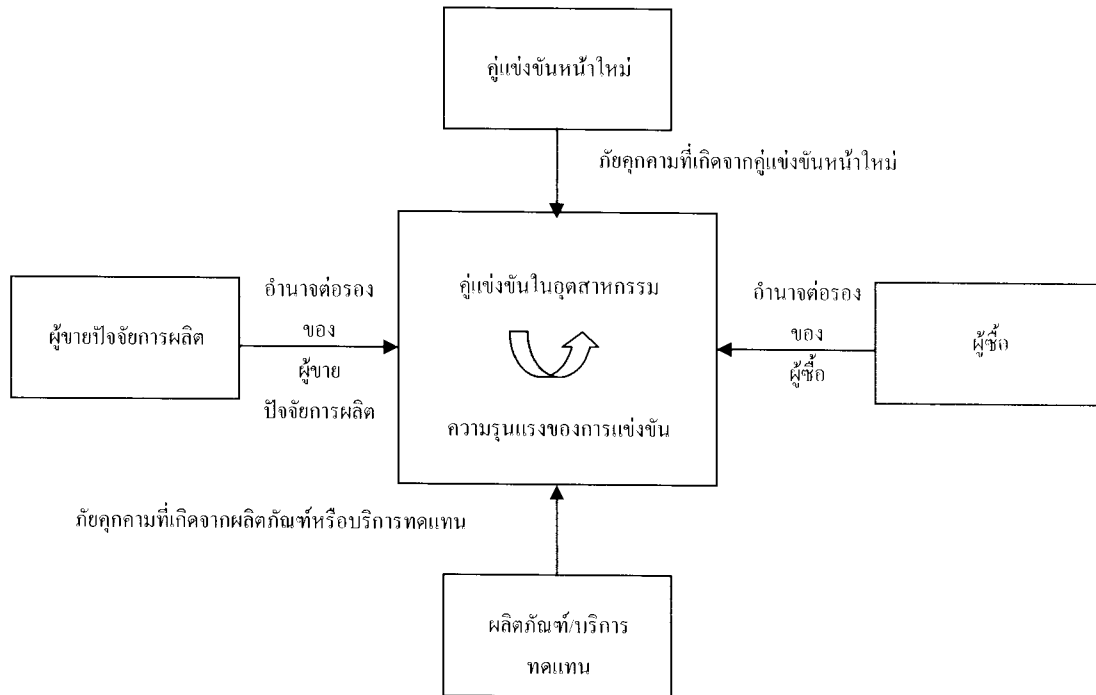 คู่แข่งขันหน้าใหม่
ภัยคุกคามที่เกิดจากคู่แข่งขันหน้าใหม่
ผู้ขายปัจจัยการผลิต
อำนาจต่อรอง
ของ
ผู้ขาย
ปัจจัยการผลิต
คู่แข่งขันในอุตสาหกรรม
ความรุนแรงของการแข่งขัน
อำนาจต่อรอง
ของ
ผู้ซื้อ
ผู้ซื้อ
ภัยคุกคามที่เกิดจากผลิตภัณฑ์หรือบริการทดแทน
ผลิตภัณฑ์/บริการ
ทดแทน